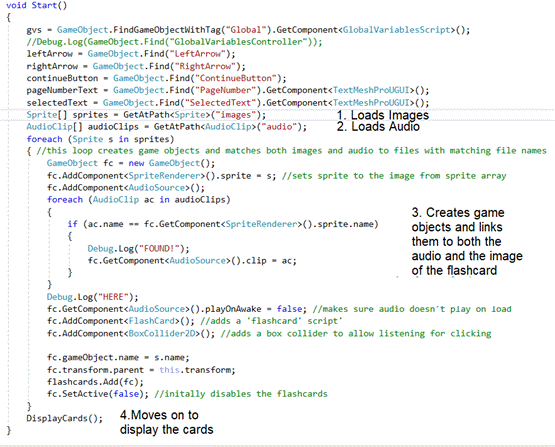 void Start()
{
gvs = GameObject.FindGameObjectWithTag("Global").GetComponent<GlobalVariablesScript>();
//Debug.Log(GameObject.Find("GlobalVariablesController"));
leftArrow = GameObject.Find("LeftArrow");
rightArrow = GameObject.Find("RightArrow");
continueButton = GameObject.Find("ContinueButton");
pageNumberText = GameObject.Find("PageNumber").GetComponent<TextMeshProUGUI>();
selectedText = GameObject.Find("SelectedText").GetComponent<TextMeshProUGUI>();
Sprite[] sprites = GetAtPath<Sprite>("images"); 1. Loads Images
AudioClip[] audioClips = GetAtPath<AudioClip>("audio"); 2. Loads Audio
foreach (Sprite s in sprites)
{ //this loop creates game objects and matches both images and audio to files with matching file names
GameObject fc = new GameObject();
fc.AddComponent<SpriteRenderer>().sprite = s; //sets sprite to the image from sprite array
fc.AddComponent<AudioSource>();
foreach (AudioClip ac in audioClips)
{
if (ac.name == fc.GetComponent<SpriteRenderer>().sprite.name)
{
Debug.Log("FOUND!");
fc.GetComponent<AudioSource>().clip = ac;
}
}
3. Creates game
objects and links
them to both the
audio and the image
of the flashcard
Debug.Log("HERE");
fc.GetComponent<AudioSource>().playOnAwake = false; //makes sure audio doesn't play on load
fc.AddComponent<FlashCard>(); //adds a 'flashcard' script'
fc.AddComponent<BoxCollider2D>(); //adds a box collider to allow listening for clicking
fc.gameObject.name = s.name;
fc.transform.parent = this.transform;
flashcards.Add(fc);
fc.SetActive(false); //initally disables the flashcards
}
DisplayCards();
}
4.Moves on to
display the cards